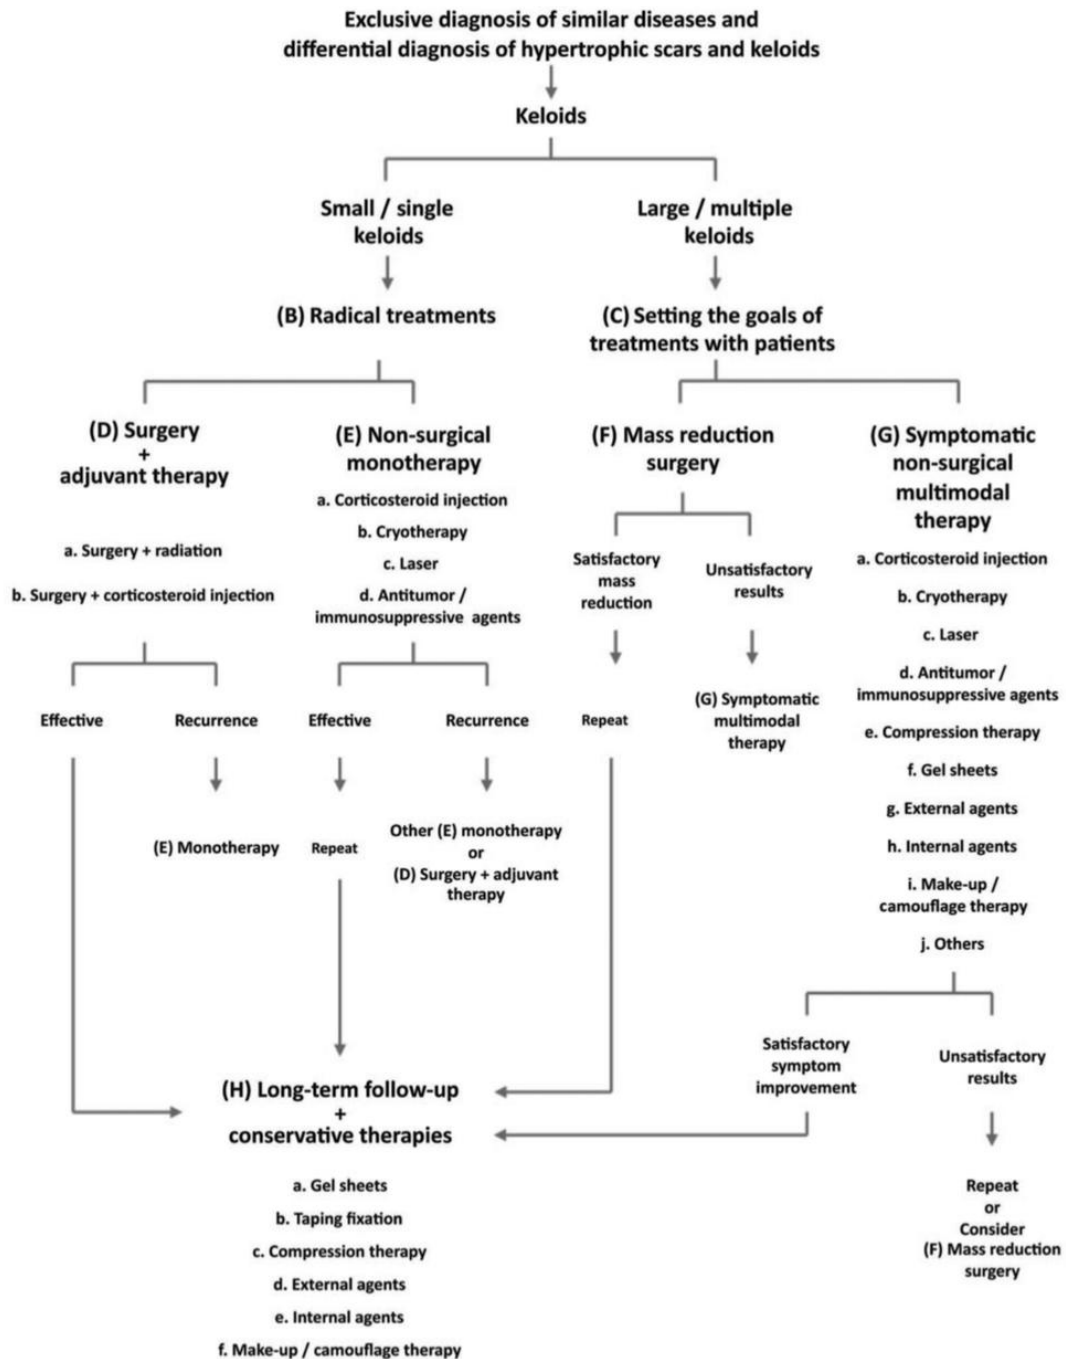 Exclusive diagnosis of similar diseases and
differential diagnosis of hypertrophic scars and keloids
Keloids
Small / single
keloids
Large / multiple
keloids
(B) Radical treatments
(C) Setting the goals of
treatments with patients
(D) Surgery
+
adjuvant therapy
a. Surgery + radiation
b. Surgery + corticosteroid injection
(E) Non-surgical
monotherapy
a. Corticosteroid injection
b. Cryotherapy
c. Laser
d. Antitumor /
immunosuppressive agents
(F) Mass reduction
surgery
Satisfactory
mass
reduction
Unsatisfactory
results
(G) Symptomatic
non-surgical
multimodal
therapy
a. Corticosteroid injection
b. Cryotherapy
c. Laser
d. Antitumor /
immunosuppressive agents
e. Compression therapy
f. Gel sheets
g. External agents
h. Internal agents
i. Make-up /
camouflage therapy
j. Others
Effective
Recurrence
Effective
Recurrence
Repeat
(G) Symptomatic
multimodal
therapy
(E) Monotherapy
Repeat
Other (E) monotherapy
or
(D) Surgery + adjuvant
therapy
Satisfactory
symptom
improvement
Unsatisfactory
results
Repeat
or
Consider
(F) Mass reduction
surgery
(H) Long-term follow-up
+
conservative therapies
a. Gel sheets
b. Taping fixation
c. Compression therapy
d. External agents
e. Internal agents
f. Make-up / camouflage therapy